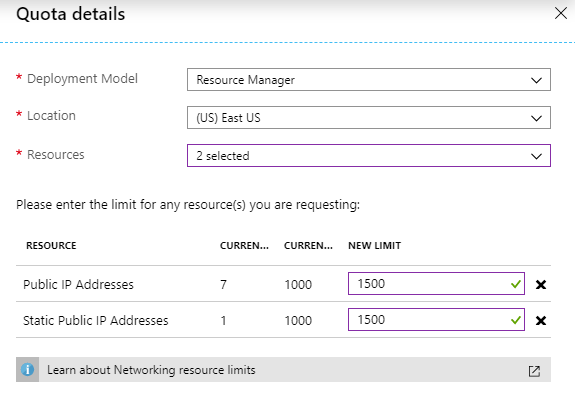 Quota details
* Deployment Model Resource Manager
* Location (US) East US
* Resources 2 selected
Please enter the limit for any resource(s) you are requesting:
RESOURCE CURREN... CURREN... NEW LIMIT
Public IP Addresses 7 1000 1500
Static Public IP Addresses 1 1000 1500
Learn about Networking resource limits